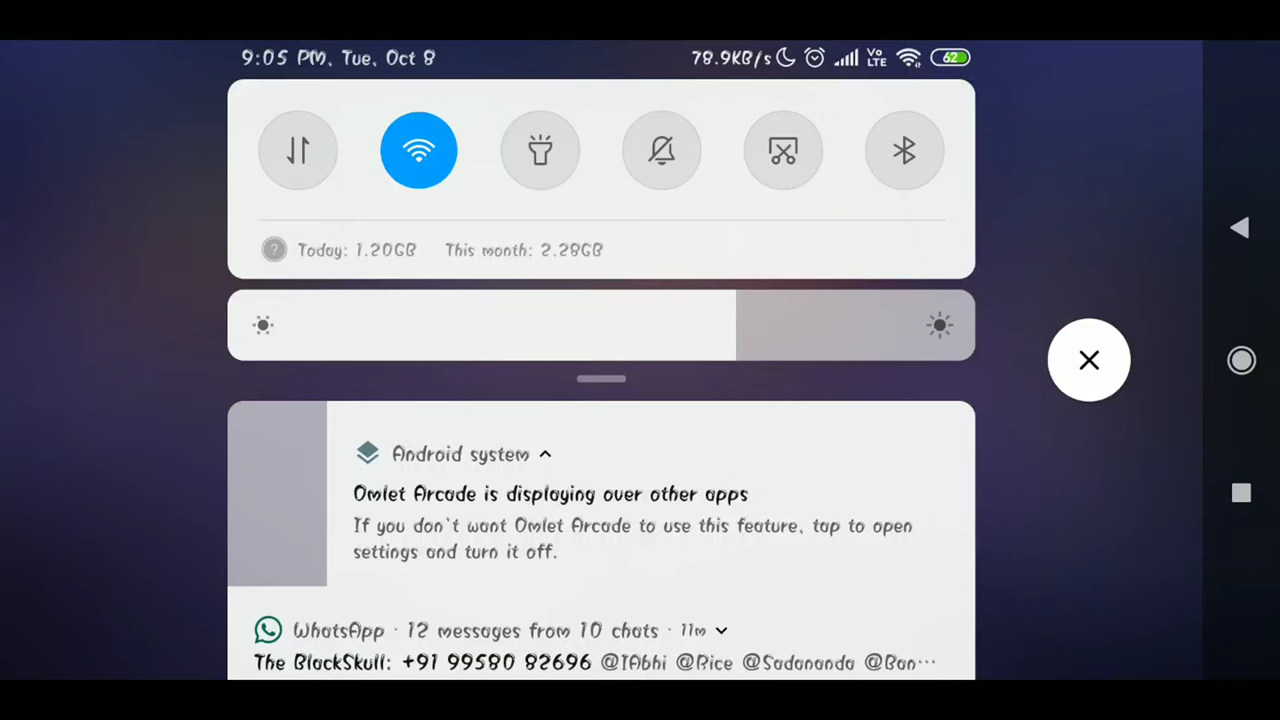 9:05 PM, Tue, Oct 8 78.9KB/s Vo LTE 62
Today: 1.20GB This month: 2.28GB
Android system
Omlet Arcade is displaying over other apps
If you don't want Omlet Arcade to use this feature, tap to open
settings and turn it off.
WhatsApp · 12 messages from 10 chats · 11m
The BlackSkull: +91 99580 82696 @IAbhi @Rice @Sadananda @Ban···